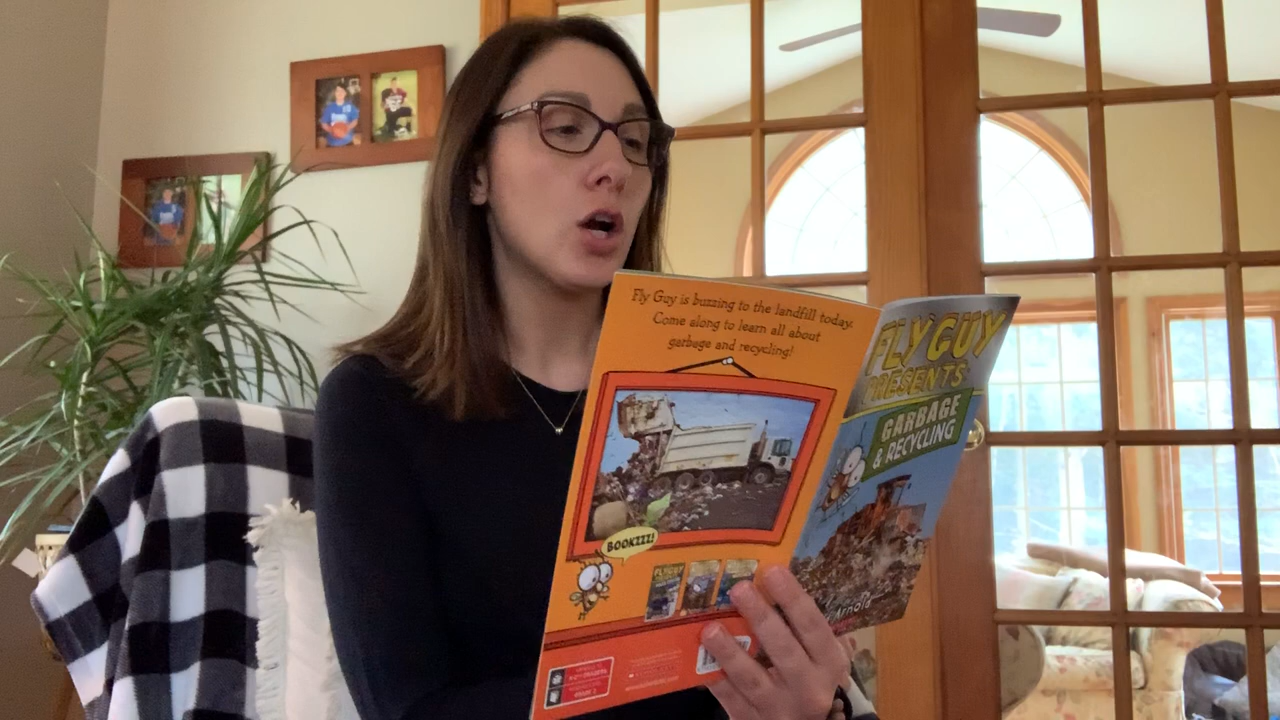 Fly Guy is buzzing to the landfill today.
Come along to learn all about
garbage and recycling!
BOOKZZZ!
FLY GUY
PRESENTS:
GARBAGE
& RECYCLING
Arnold